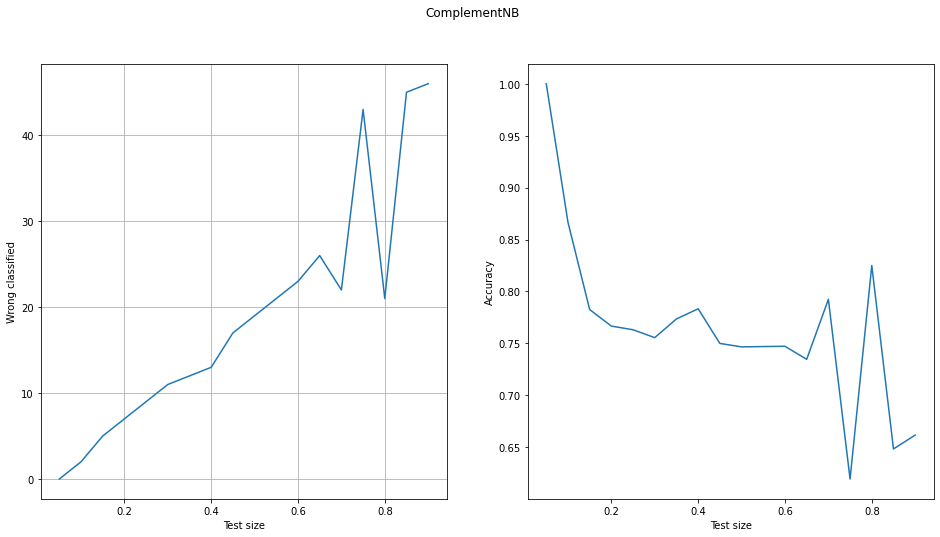 ComplementNB
Wrong classified
40
30
20
10
0
0.2 0.4 0.6 0.8
Test size
Accuracy
1.00
0.95
0.90
0.85
0.80
0.75
0.70
0.65
0.2 0.4 0.6 0.8
Test size